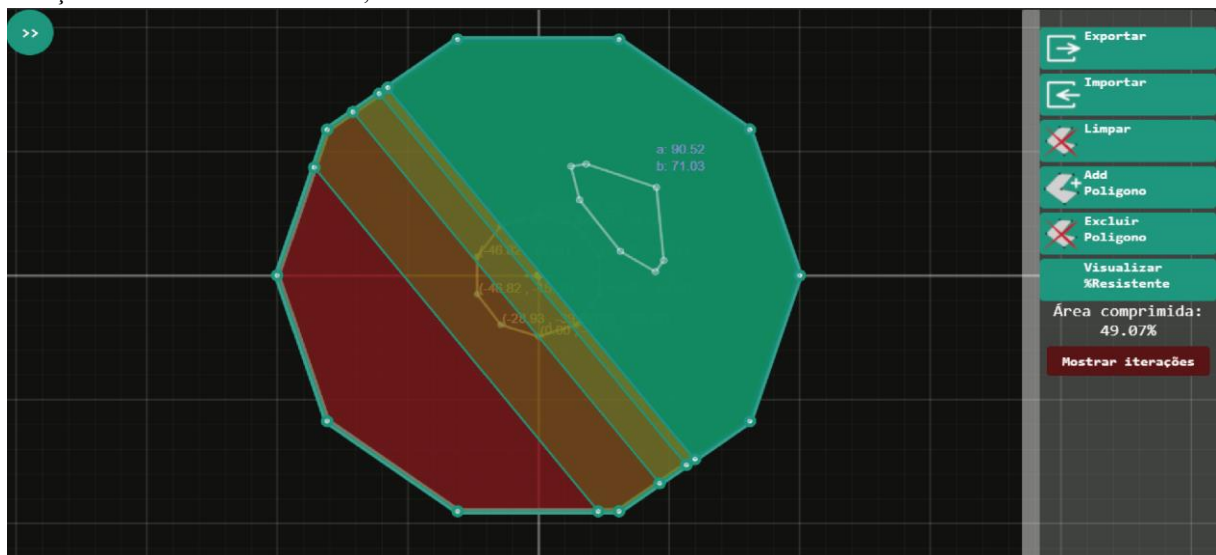 >>
a: 90.52
b: 71.03
Exportar
Importar
Limpar
Add
Poligono
Excluir
Poligono
Visualizar
%Resistente
Área comprimida:
49.07%
Mostrar iterações